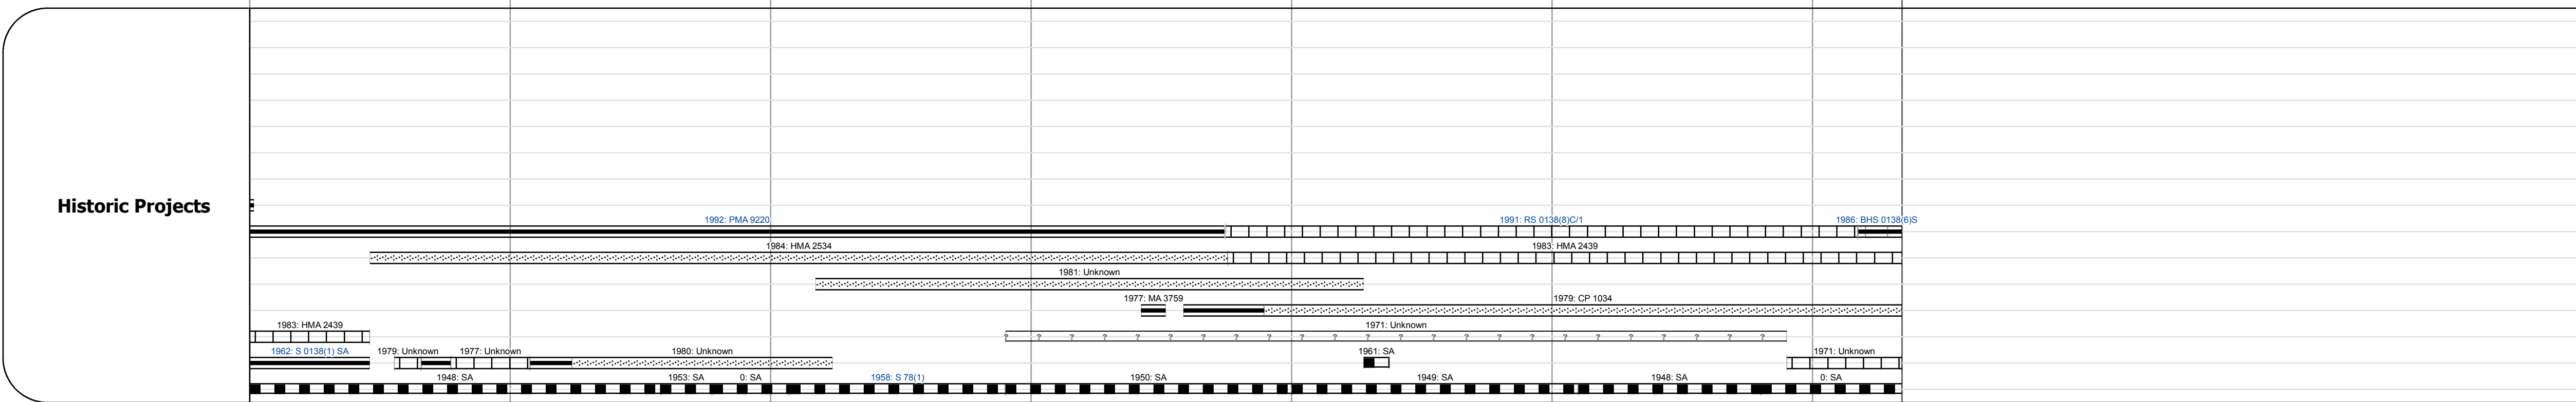 Historic Projects
1992: PMA 9220 1991: RS 0138(8)C/1 1986: BHS 0138(6)S
1984: HMA 2534 1983: HMA 2439
1981: Unknown
1977: MA 3759 1979: CP 1034
1983: HMA 2439 1971: Unknown
1962: S 0138(1) SA 1979: Unknown 1977: Unknown 1980: Unknown 1961: SA 1971: Unknown
1948: SA 1953: SA 0: SA 1958: S 78(1) 1950: SA 1949: SA 1948: SA 0: SA